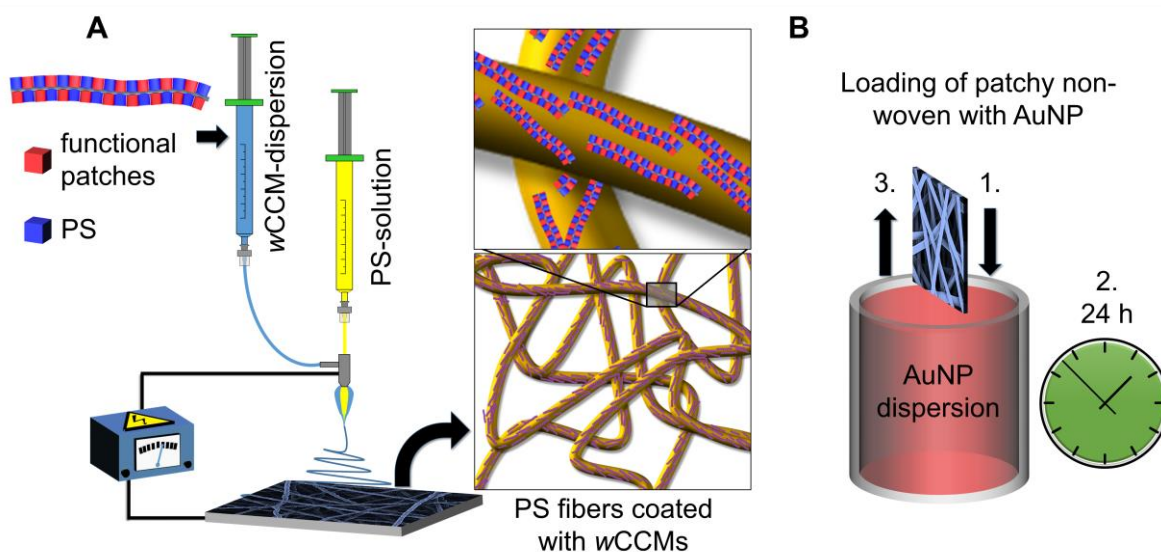 A
functional
patches
PS
wCCM-dispersion
PS-solution
PS fibers coated
with wCCMs
B
Loading of patchy non-
woven with AuNP
3.
1.
2.
24 h
AuNP
dispersion